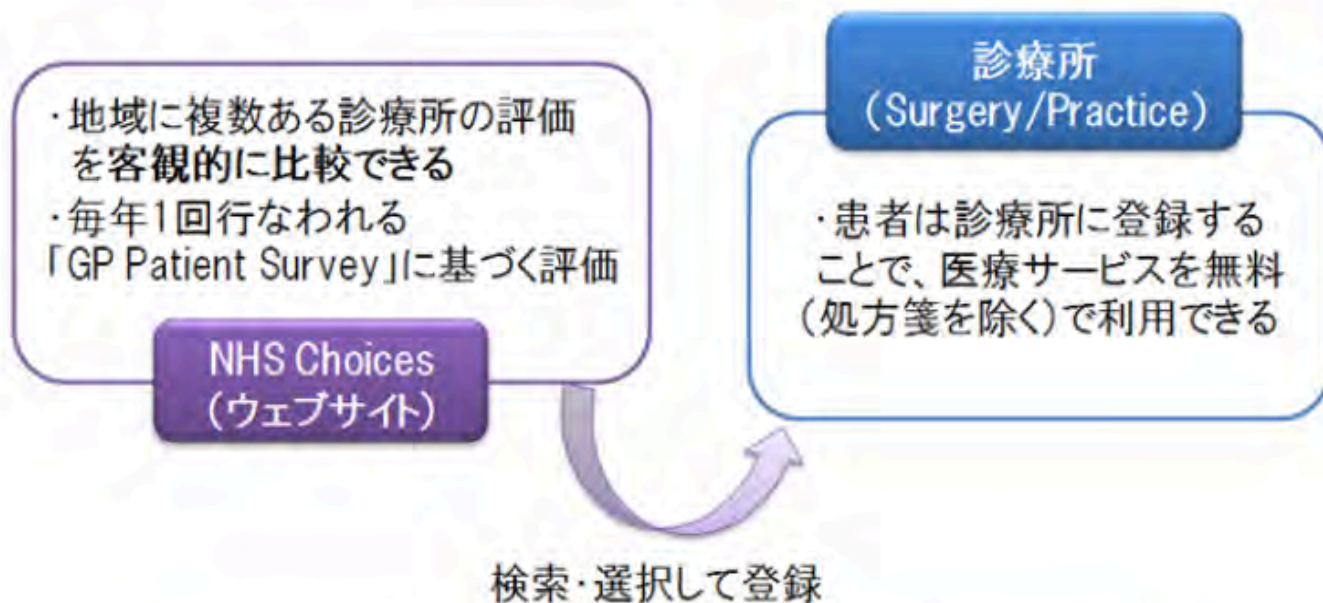 ・地域に複数ある診療所の評価
を客観的に比較できる
・毎年1回行なわれる
「GP Patient Survey」に基づく評価
NHS Choices
（ウェブサイト）
診療所
（Surgery/Practice）
・患者は診療所に登録する
ことで、医療サービスを無料
（処方箋を除く）で利用できる
検索・選択して登録